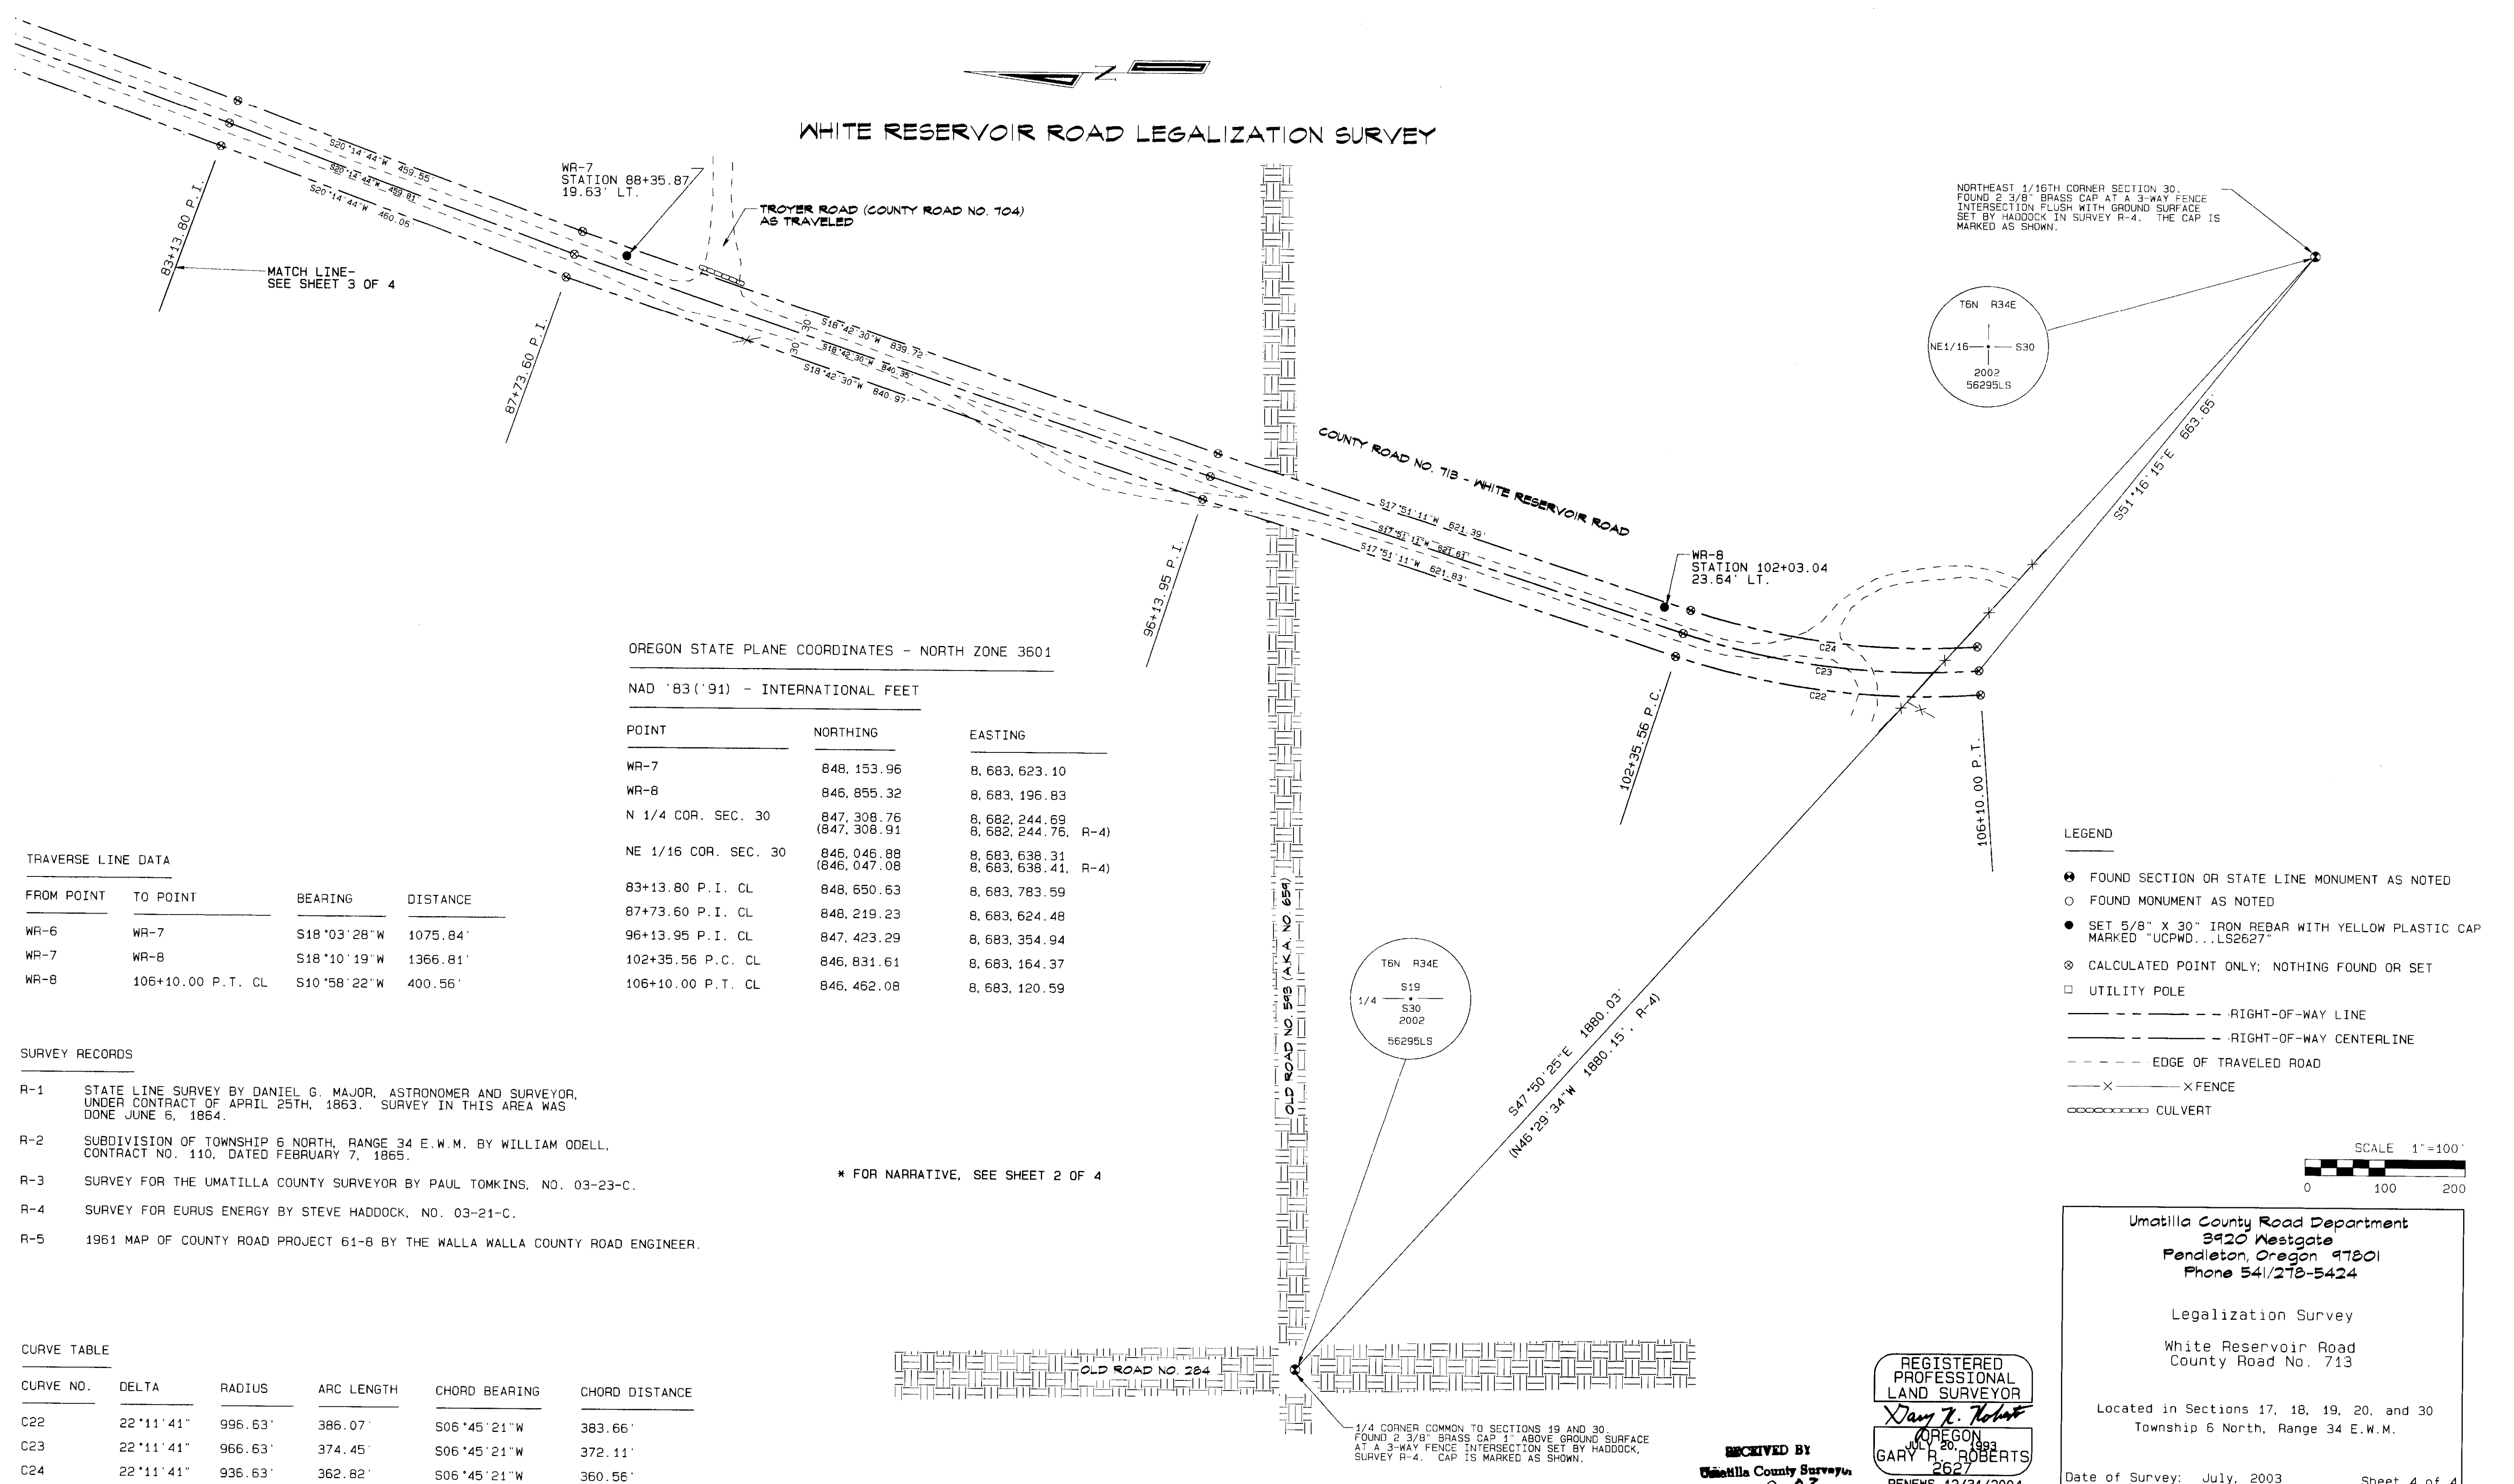 N
WHITE RESERVOIR ROAD LEGALIZATION SURVEY
S20°14'44"W 459.55'
S20°14'44"W 459.81'
S20°14'44"W 460.06'
83+13.80 P.I.
MATCH LINE-
SEE SHEET 3 OF 4
WR-7
STATION 88+35.87
19.63' LT.
TROYER ROAD (COUNTY ROAD NO. 704)
AS TRAVELED
87+73.60 P.I.
30'
30'
S18°42'30"W 839.72'
S18°42'30"W 840.35'
S18°42'30"W 840.97'
NORTHEAST 1/16TH CORNER SECTION 30.
FOUND 2 3/8" BRASS CAP AT A 3-WAY FENCE
INTERSECTION FLUSH WITH GROUND SURFACE
SET BY HADDOCK IN SURVEY R-4. THE CAP IS
MARKED AS SHOWN.
T6N R34E
NE1/16 S30
2002
56295LS
S51°16'15"E 663.65'
COUNTY ROAD NO. 713 - WHITE RESERVOIR ROAD
S17°51'11"W 621.39'
S17°51'11"W 621.61'
S17°51'11"W 621.83'
96+13.95 P.I.
WR-8
STATION 102+03.04
23.64' LT.
C24
C23
C22
102+35.56 P.C.
106+10.00 P.T.
OREGON STATE PLANE COORDINATES - NORTH ZONE 3601
NAD '83('91) - INTERNATIONAL FEET
POINT NORTHING EASTING
WR-7 848,153.96 8,683,623.10
WR-8 846,855.32 8,683,196.83
N 1/4 COR. SEC. 30 847,308.76 8,682,244.69
(847,308.91 8,682,244.76, R-4)
NE 1/16 COR. SEC. 30 846,046.88 8,683,638.31
(846,047.08 8,683,638.41, R-4)
83+13.80 P.I. CL 848,650.63 8,683,783.59
87+73.60 P.I. CL 848,219.23 8,683,624.48
96+13.95 P.I. CL 847,423.29 8,683,354.94
102+35.56 P.C. CL 846,831.61 8,683,164.37
106+10.00 P.T. CL 846,462.08 8,683,120.59
TRAVERSE LINE DATA
FROM POINT TO POINT BEARING DISTANCE
WR-6 WR-7 S18°03'28"W 1075.84'
WR-7 WR-8 S18°10'19"W 1366.81'
WR-8 106+10.00 P.T. CL S10°58'22"W 400.56'
OLD ROAD NO. 593 (A.K.A. NO. 659)
T6N R34E
S19
1/4
S30
2002
56295LS
S47°50'25"E 1880.03'
(N46°29'34"W 1880.15', R-4)
LEGEND
FOUND SECTION OR STATE LINE MONUMENT AS NOTED
FOUND MONUMENT AS NOTED
SET 5/8" X 30" IRON REBAR WITH YELLOW PLASTIC CAP
MARKED "UCPWD...LS2627"
CALCULATED POINT ONLY; NOTHING FOUND OR SET
UTILITY POLE
RIGHT-OF-WAY LINE
RIGHT-OF-WAY CENTERLINE
EDGE OF TRAVELED ROAD
FENCE
CULVERT
SCALE 1"=100'
0 100 200
SURVEY RECORDS
R-1 STATE LINE SURVEY BY DANIEL G. MAJOR, ASTRONOMER AND SURVEYOR,
UNDER CONTRACT OF APRIL 25TH, 1863. SURVEY IN THIS AREA WAS
DONE JUNE 6, 1864.
R-2 SUBDIVISION OF TOWNSHIP 6 NORTH, RANGE 34 E.W.M. BY WILLIAM ODELL,
CONTRACT NO. 110, DATED FEBRUARY 7, 1865.
R-3 SURVEY FOR THE UMATILLA COUNTY SURVEYOR BY PAUL TOMKINS, NO. 03-23-C.
R-4 SURVEY FOR EURUS ENERGY BY STEVE HADDOCK, NO. 03-21-C.
R-5 1961 MAP OF COUNTY ROAD PROJECT 61-8 BY THE WALLA WALLA COUNTY ROAD ENGINEER.
* FOR NARRATIVE, SEE SHEET 2 OF 4
CURVE TABLE
CURVE NO. DELTA RADIUS ARC LENGTH CHORD BEARING CHORD DISTANCE
C22 22°11'41" 996.63' 386.07' S06°45'21"W 383.66'
C23 22°11'41" 966.63' 374.45' S06°45'21"W 372.11'
C24 22°11'41" 936.63' 362.82' S06°45'21"W 360.56'
OLD ROAD NO. 284
1/4 CORNER COMMON TO SECTIONS 19 AND 30.
FOUND 2 3/8" BRASS CAP 1" ABOVE GROUND SURFACE
AT A 3-WAY FENCE INTERSECTION SET BY HADDOCK,
SURVEY R-4. CAP IS MARKED AS SHOWN.
RECEIVED BY
Umatilla County Surveyor
REGISTERED
PROFESSIONAL
LAND SURVEYOR
OREGON
JULY 20, 1993
GARY R. ROBERTS
2627
RENEWS 12/31/2004
Umatilla County Road Department
3920 Westgate
Pendleton, Oregon 97801
Phone 541/278-5424
Legalization Survey
White Reservoir Road
County Road No. 713
Located in Sections 17, 18, 19, 20, and 30
Township 6 North, Range 34 E.W.M.
Date of Survey: July, 2003 Sheet 4 of 4